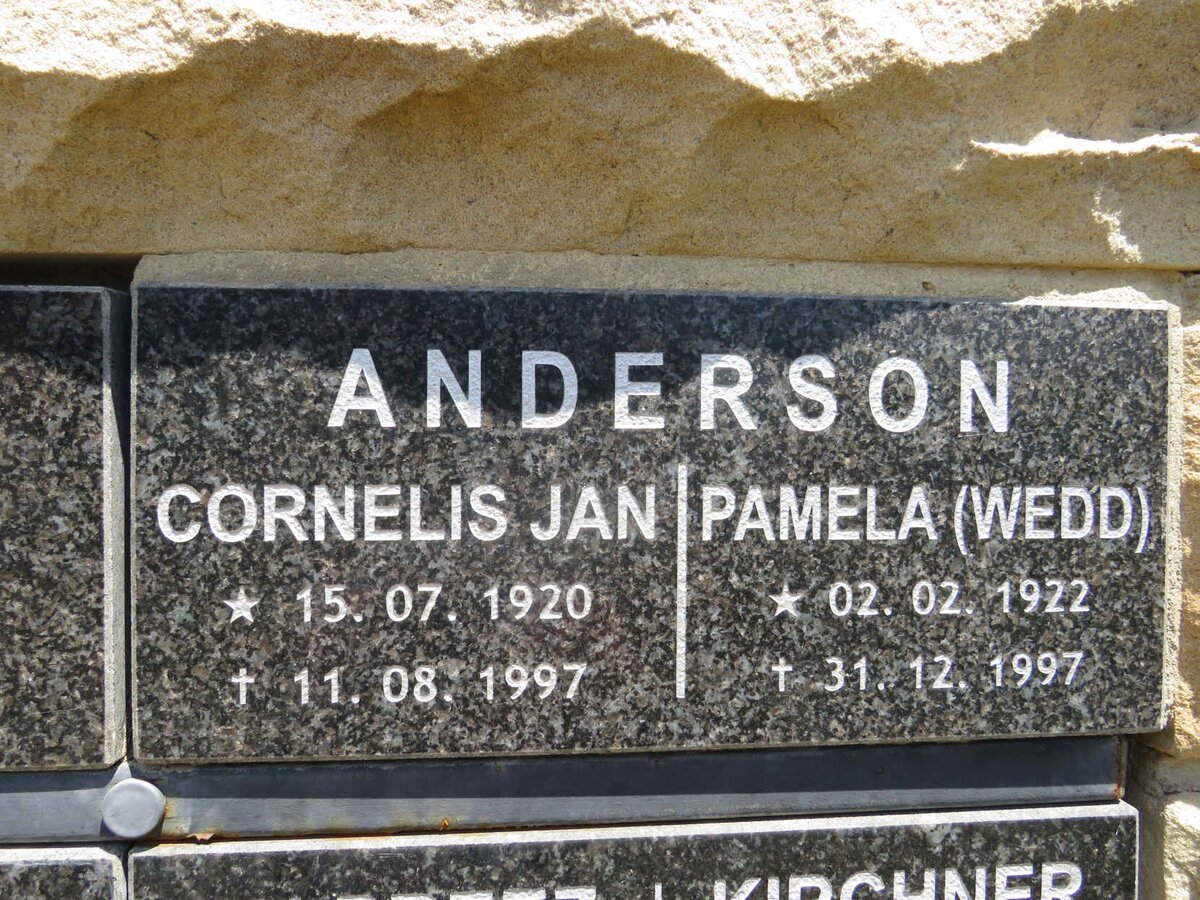 ANDERSON
CORNELIS JAN
★ 15. 07. 1920
† 11. 08. 1997
PAMELA (WEDD)
★ 02. 02. 1922
† 31. 12. 1997
KIRCHNER